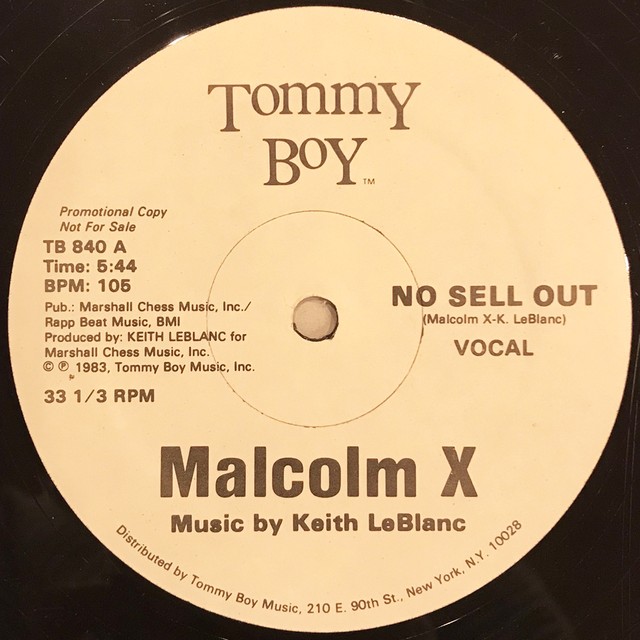 Tommy
Boy™
Promotional Copy
Not For Sale
TB 840 A
Time: 5:44
BPM: 105
Pub.: Marshall Chess Music, Inc./
Rapp Beat Music, BMI
Produced by: KEITH LEBLANC for
Marshall Chess Music, Inc.
© ℗ 1983, Tommy Boy Music, Inc.
33 1/3 RPM
NO SELL OUT
(Malcolm X-K. LeBlanc)
VOCAL
Malcolm X
Music by Keith LeBlanc
Distributed by Tommy Boy Music, 210 E. 90th St., New York, N.Y. 10028